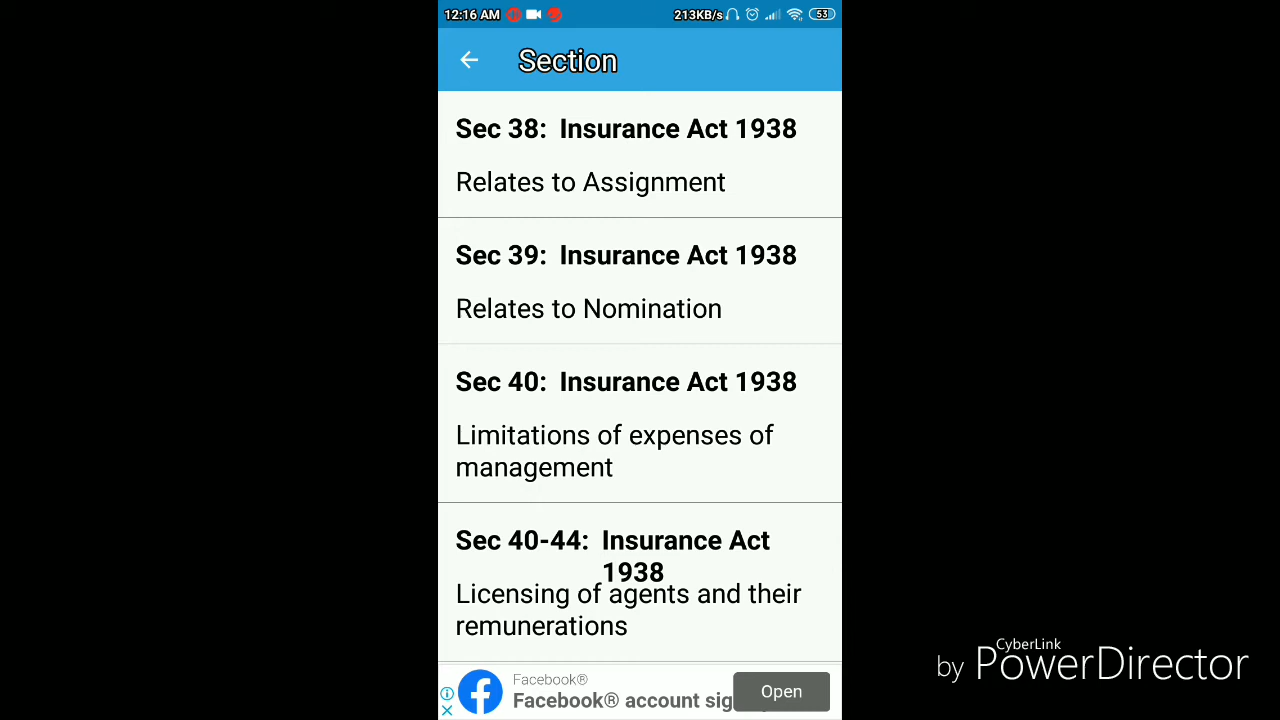 12:16 AM
213KB/s
53
Section
Sec 38: Insurance Act 1938
Relates to Assignment
Sec 39: Insurance Act 1938
Relates to Nomination
Sec 40: Insurance Act 1938
Limitations of expenses of
management
Sec 40-44: Insurance Act
1938
Licensing of agents and their
remunerations
Facebook®
Facebook® account
Open
CyberLink
by PowerDirector